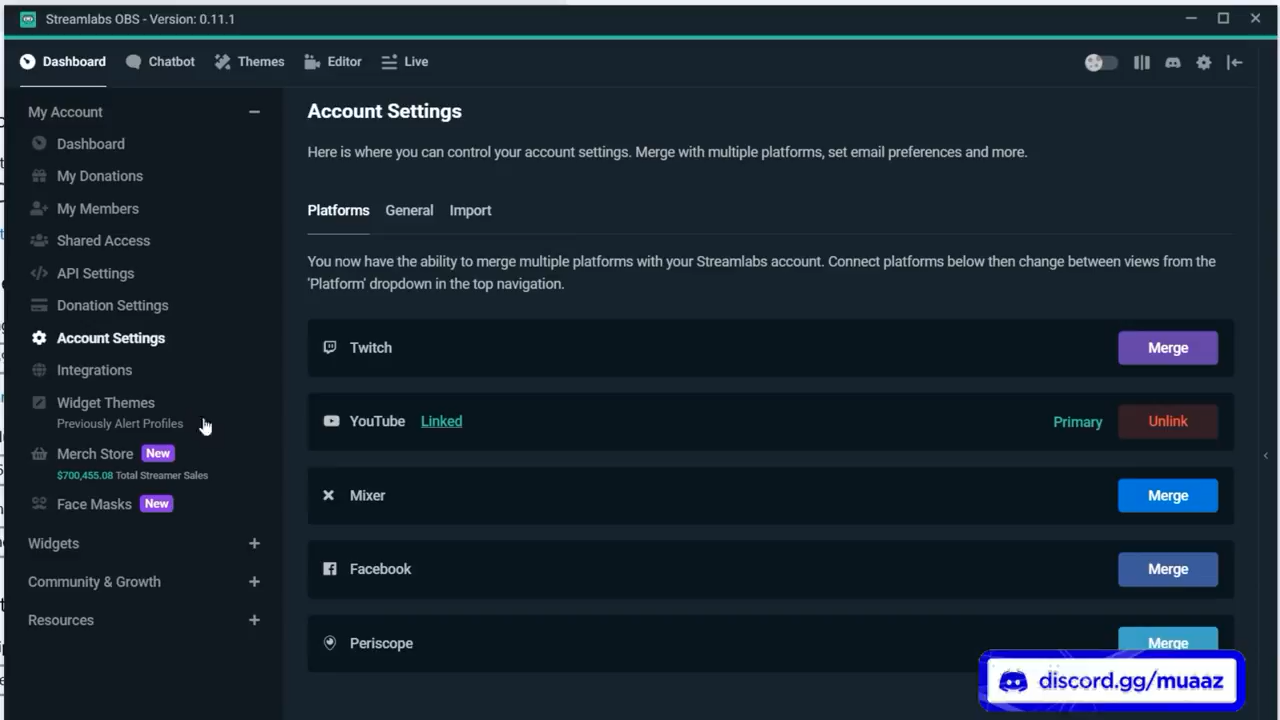 Streamlabs OBS - Version: 0.11.1
Dashboard
Chatbot
Themes
Editor
Live
My Account
Dashboard
My Donations
My Members
Shared Access
API Settings
Donation Settings
Account Settings
Integrations
Widget Themes
Previously Alert Profiles
Merch Store New
$700,455.08 Total Streamer Sales
Face Masks New
Widgets
Community & Growth
Resources
Account Settings
Here is where you can control your account settings. Merge with multiple platforms, set email preferences and more.
Platforms
General
Import
You now have the ability to merge multiple platforms with your Streamlabs account. Connect platforms below then change between views from the
'Platform' dropdown in the top navigation.
Twitch
Merge
YouTube Linked
Primary
Unlink
Mixer
Merge
Facebook
Merge
Periscope
Merge
discord.gg/muaaz